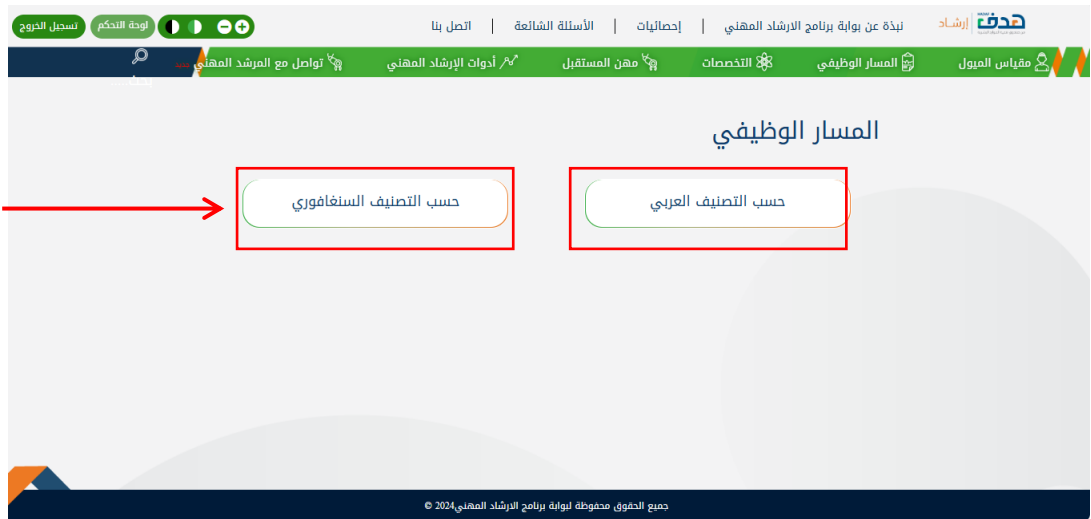 هدف إرشاد
نبذة عن بوابة برنامج الارشاد المهني | إحصائيات | الأسئلة الشائعة | اتصل بنا
لوحة التحكم
تسجيل الخروج
مقياس الميول
المسار الوظيفي
التخصصات
مهن المستقبل
أدوات الإرشاد المهني
تواصل مع المرشد المهني
المسار الوظيفي
حسب التصنيف العربي
حسب التصنيف السنغافوري
جميع الحقوق محفوظة لبوابة برنامج الارشاد المهني2024 ©